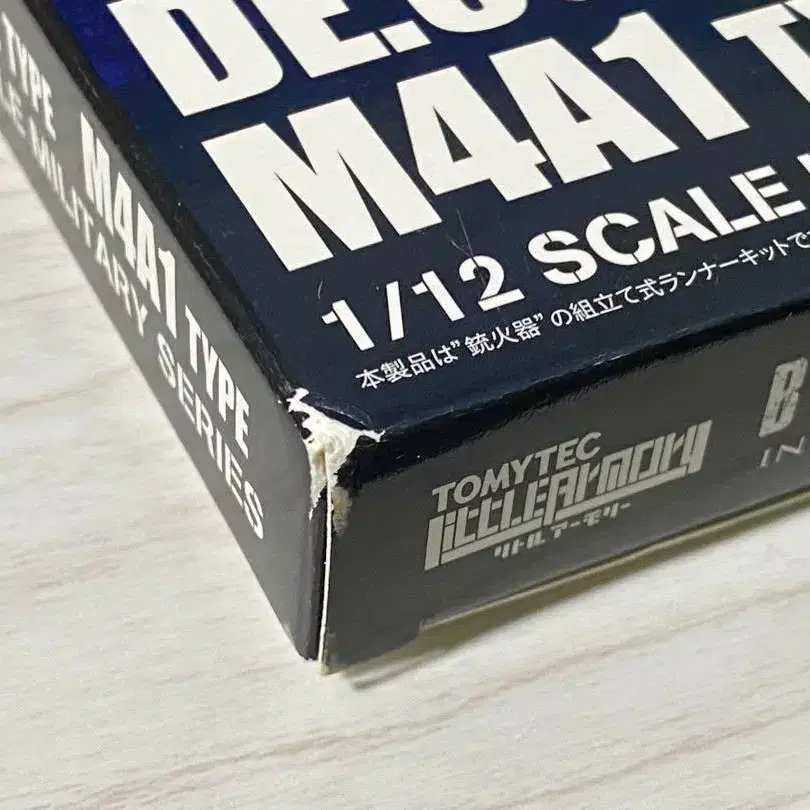 M4A1
1/12 SCALE
本製品は"銃火器"の組立て式ランナーキットで
TYPE M4A1 TYPE
MILITARY SERIES
TOMYTEC
LITTLEARMORY
リトルアーモリー